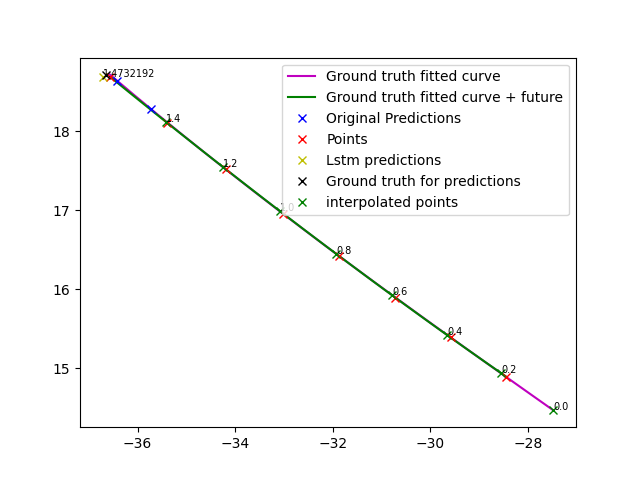 1.4732192
Ground truth fitted curve
Ground truth fitted curve + future
Original Predictions
Points
Lstm predictions
Ground truth for predictions
interpolated points
1.4
1.2
1.0
0.8
0.6
0.4
0.2
0.0
18
17
16
15
−36
−34
−32
−30
−28